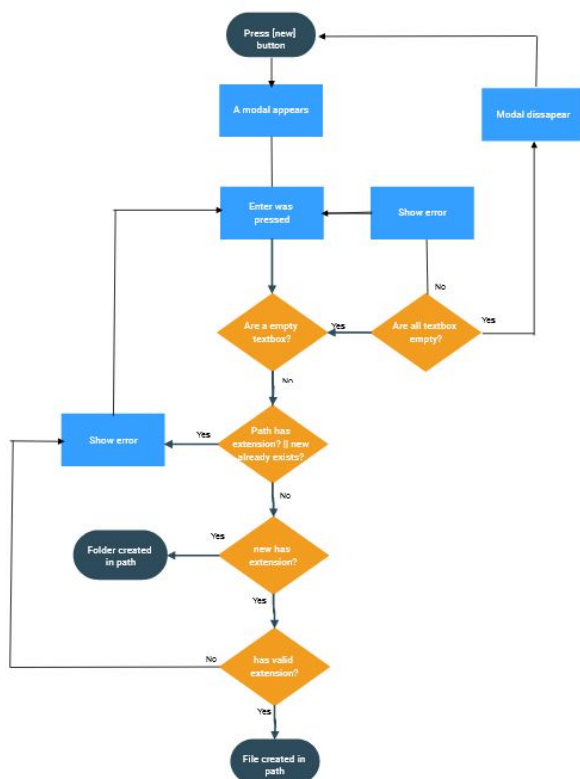 Press [new]
button
A modal appears
Modal dissapear
Enter was
pressed
Show error
No
Yes
Are a empty
textbox?
Yes
Are all textbox
empty?
No
Show error
Yes
Path has
extension? || new
already exists?
No
Folder created
in path
Yes
new has
extension?
Yes
No
has valid
extension?
Yes
File created in
path